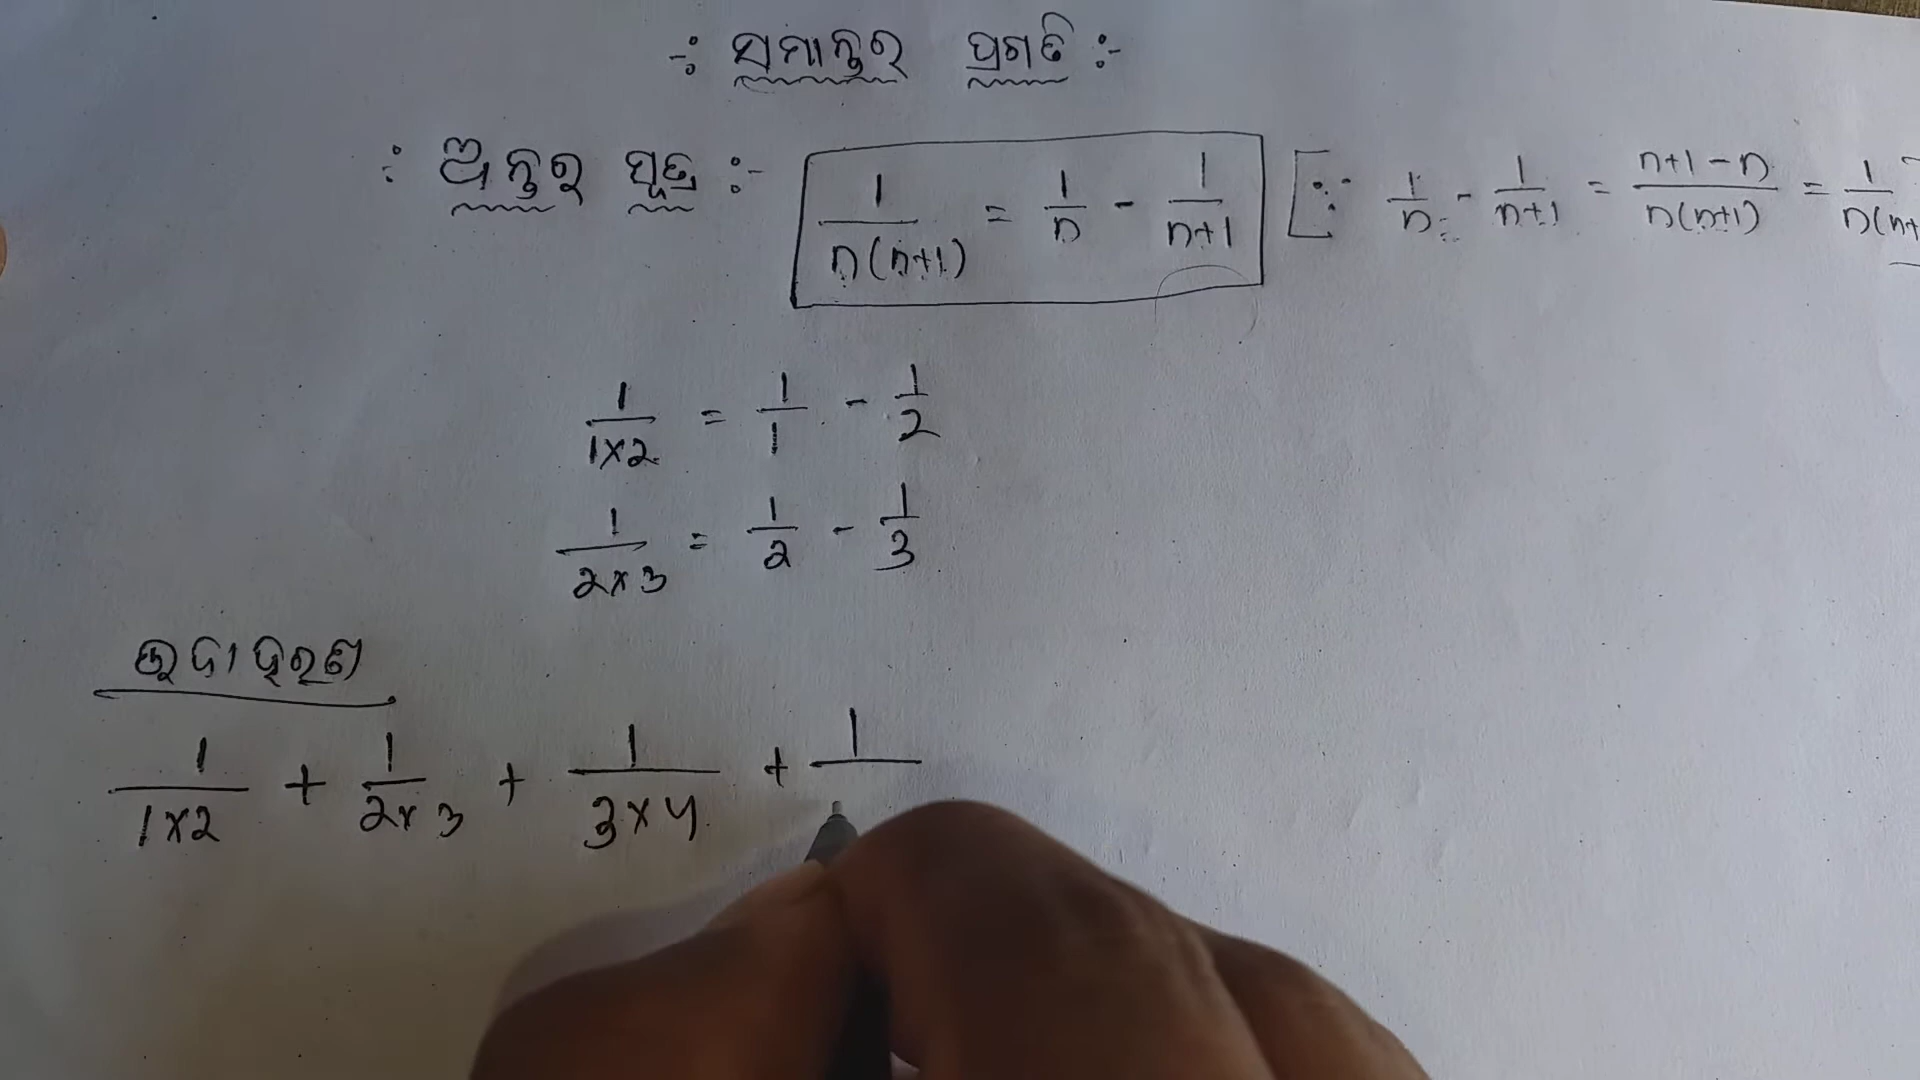 -: ସମାନ୍ତର ପ୍ରଗତି :-
: ଅନ୍ତର ସୂତ୍ର :- 1/n(n+1) = 1/n - 1/n+1 [∵ 1/n - 1/n+1 = n+1-n/n(n+1) = 1/n(n+
1/1×2 = 1/1 - 1/2
1/2×3 = 1/2 - 1/3
ଉଦାହରଣ
1/1×2 + 1/2×3 + 1/3×4 + 1/